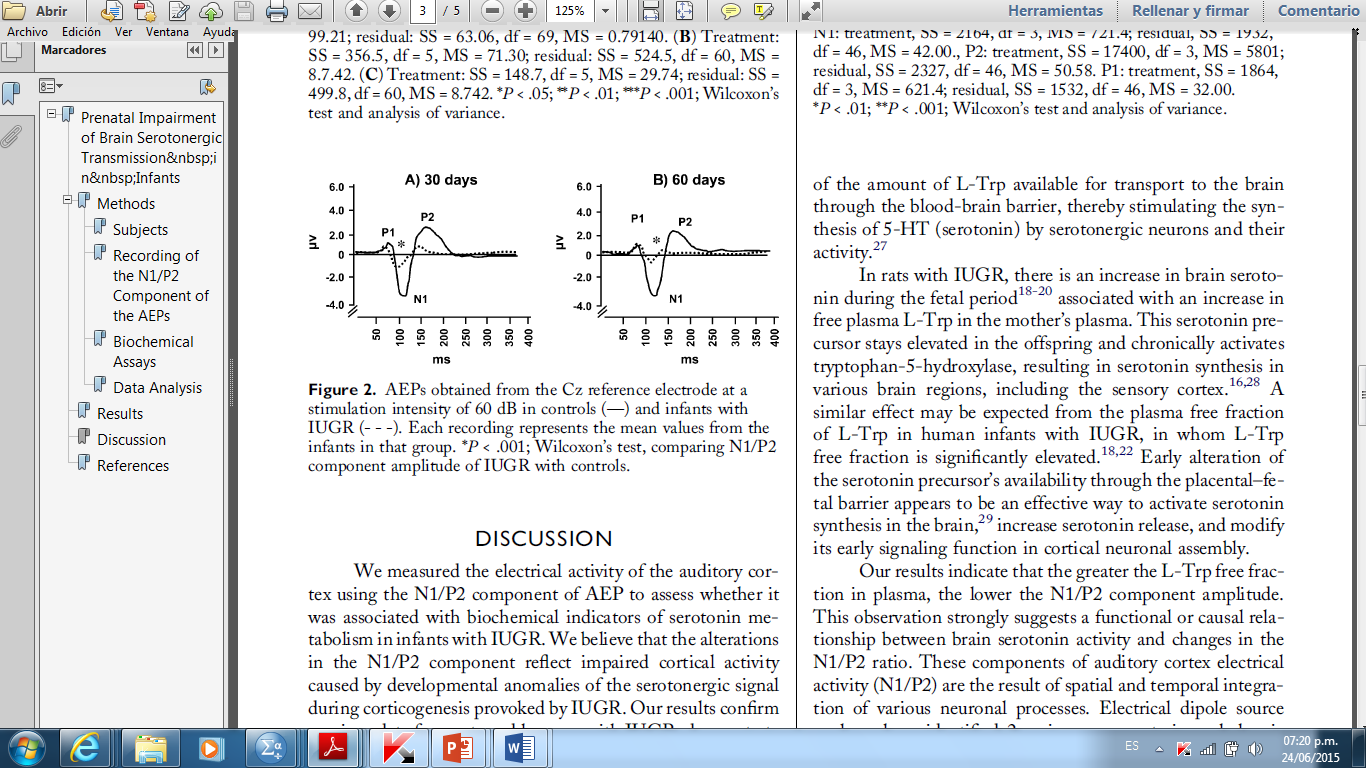 Abrir
3 / 5
125%
Herramientas
Rellenar y firmar
Comentario
Archivo Edición Ver Ventana Ayuda
Marcadores
Prenatal Impairment
of Brain Serotonergic
Transmission&nbsp;i
n&nbsp;Infants
Methods
Subjects
Recording of
the N1/P2
Component of
the AEPs
Biochemical
Assays
Data Analysis
Results
Discussion
References
99.21; residual: SS = 63.06, df = 69, MS = 0.79140. (B) Treatment:
SS = 356.5, df = 5, MS = 71.30; residual: SS = 524.5, df = 60, MS =
8.7.42. (C) Treatment: SS = 148.7, df = 5, MS = 29.74; residual: SS =
499.8, df = 60, MS = 8.742. *P < .05; **P < .01; ***P < .001; Wilcoxon's
test and analysis of variance.
A) 30 days
6.0
4.0
2.0
0
-2.0
-4.0
µv
P1
*
P2
N1
50 100 150 200 250 300 350 400
ms
B) 60 days
6.0
4.0
2.0
0
-2.0
-4.0
µv
P1
*
P2
N1
50 100 150 200 250 300 350 400
ms
Figure 2. AEPs obtained from the Cz reference electrode at a
stimulation intensity of 60 dB in controls (—) and infants with
IUGR (- - -). Each recording represents the mean values from the
infants in that group. *P < .001; Wilcoxon's test, comparing N1/P2
component amplitude of IUGR with controls.
DISCUSSION
We measured the electrical activity of the auditory cor-
tex using the N1/P2 component of AEP to assess whether it
was associated with biochemical indicators of serotonin me-
tabolism in infants with IUGR. We believe that the alterations
in the N1/P2 component reflect impaired cortical activity
caused by developmental anomalies of the serotonergic signal
during corticogenesis provoked by IUGR. Our results confirm
N1: treatment, SS = 2164, df = 3, MS = 721.4; residual, SS = 1932,
df = 46, MS = 42.00., P2: treatment, SS = 17400, df = 3, MS = 5801;
residual, SS = 2327, df = 46, MS = 50.58. P1: treatment, SS = 1864,
df = 3, MS = 621.4; residual, SS = 1532, df = 46, MS = 32.00.
*P < .01; **P < .001; Wilcoxon's test and analysis of variance.
of the amount of L-Trp available for transport to the brain
through the blood-brain barrier, thereby stimulating the syn-
thesis of 5-HT (serotonin) by serotonergic neurons and their
activity.27
In rats with IUGR, there is an increase in brain seroto-
nin during the fetal period18-20 associated with an increase in
free plasma L-Trp in the mother's plasma. This serotonin pre-
cursor stays elevated in the offspring and chronically activates
tryptophan-5-hydroxylase, resulting in serotonin synthesis in
various brain regions, including the sensory cortex.16,28 A
similar effect may be expected from the plasma free fraction
of L-Trp in human infants with IUGR, in whom L-Trp
free fraction is significantly elevated.18,22 Early alteration of
the serotonin precursor's availability through the placental–fe-
tal barrier appears to be an effective way to activate serotonin
synthesis in the brain,29 increase serotonin release, and modify
its early signaling function in cortical neuronal assembly.
Our results indicate that the greater the L-Trp free frac-
tion in plasma, the lower the N1/P2 component amplitude.
This observation strongly suggests a functional or causal rela-
tionship between brain serotonin activity and changes in the
N1/P2 ratio. These components of auditory cortex electrical
activity (N1/P2) are the result of spatial and temporal integra-
tion of various neuronal processes. Electrical dipole source
ES
07:20 p.m.
24/06/2015